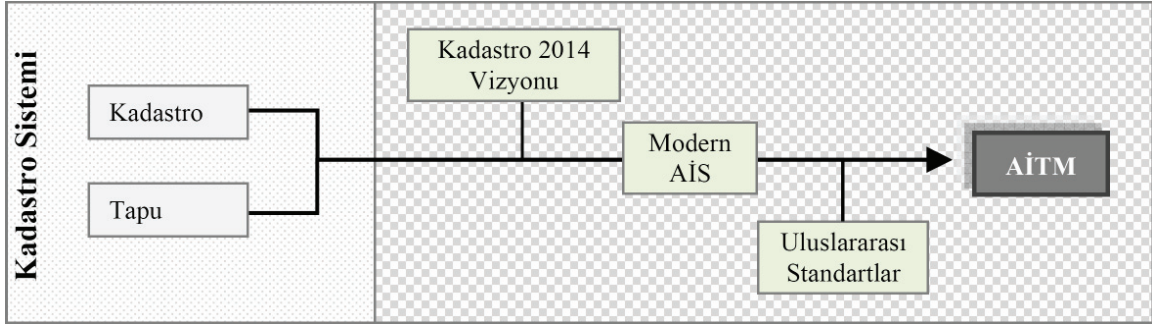 Kadastro Sistemi
Kadastro
Tapu
Kadastro 2014
Vizyonu
Modern
AİS
Uluslararası
Standartlar
AİTM